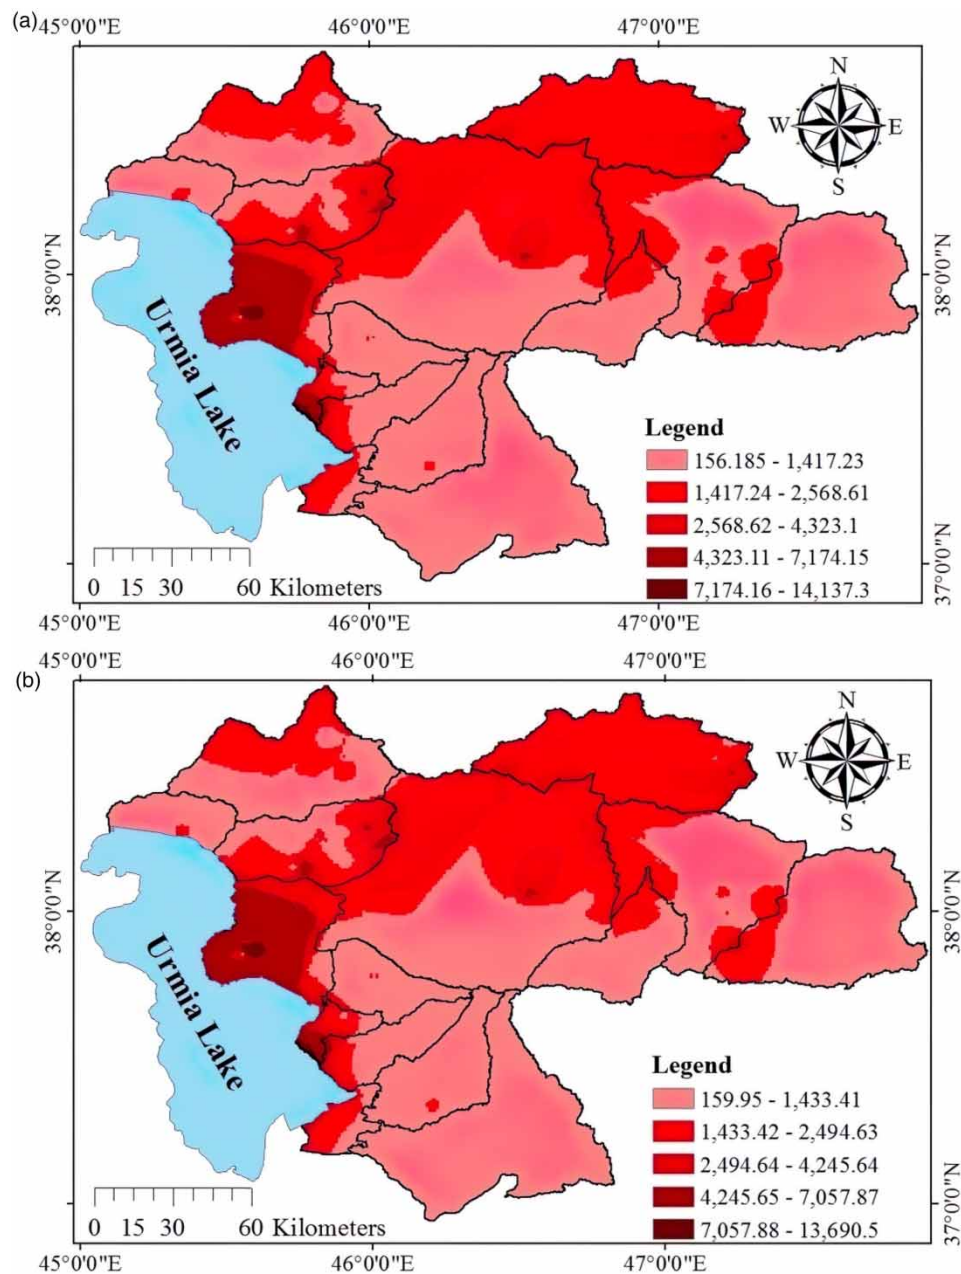 (a)
45°0'0"E 46°0'0"E 47°0'0"E
N
W E
S
38°0'0"N 38°0'0"N
Urmia Lake
Legend
156.185 - 1,417.23
1,417.24 - 2,568.61
2,568.62 - 4,323.1
4,323.11 - 7,174.15
7,174.16 - 14,137.3
0 15 30 60 Kilometers
37°0'0"N
45°0'0"E 46°0'0"E 47°0'0"E
(b)
45°0'0"E 46°0'0"E 47°0'0"E
N
W E
S
38°0'0"N 38°0'0"N
Urmia Lake
Legend
159.95 - 1,433.41
1,433.42 - 2,494.63
2,494.64 - 4,245.64
4,245.65 - 7,057.87
7,057.88 - 13,690.5
0 15 30 60 Kilometers
37°0'0"N
45°0'0"E 46°0'0"E 47°0'0"E